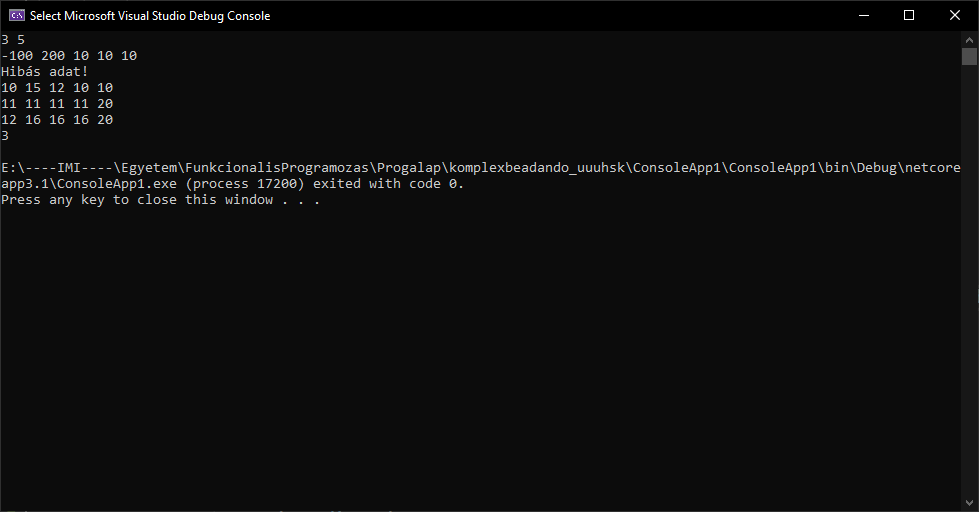 Select Microsoft Visual Studio Debug Console
3 5
-100 200 10 10 10
Hibás adat!
10 15 12 10 10
11 11 11 11 20
12 16 16 16 20
3
E:\----IMI----\Egyetem\FunkcionalisProgramozas\Progalap\komplexbeadando_uuuhsk\ConsoleApp1\ConsoleApp1\bin\Debug\netcore
app3.1\ConsoleApp1.exe (process 17200) exited with code 0.
Press any key to close this window . . .